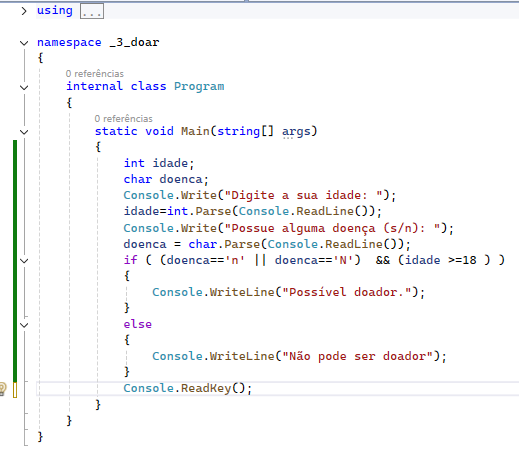 using ...
namespace _3_doar
{
0 referências
internal class Program
{
0 referências
static void Main(string[] args)
{
int idade;
char doenca;
Console.Write("Digite a sua idade: ");
idade=int.Parse(Console.ReadLine());
Console.Write("Possue alguma doença (s/n): ");
doenca = char.Parse(Console.ReadLine());
if ( (doenca=='n' || doenca=='N')  && (idade >=18 ) )
{
Console.WriteLine("Possível doador.");
}
else
{
Console.WriteLine("Não pode ser doador");
}
Console.ReadKey();
}
}
}